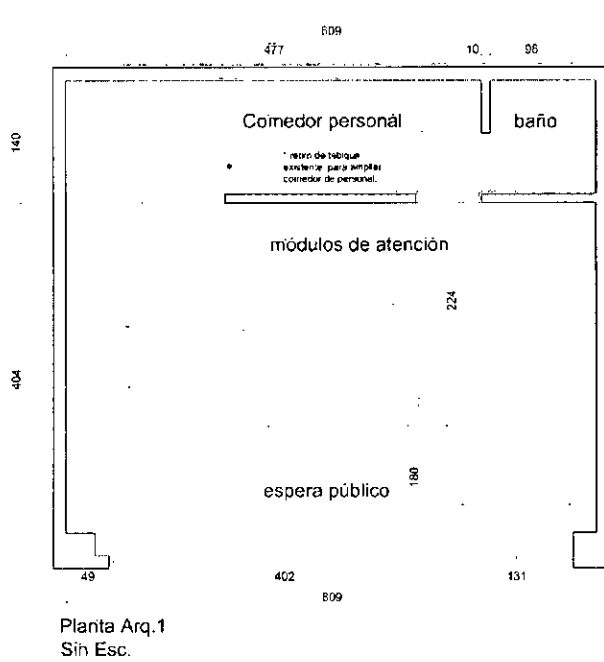 609
477 10 96
140
Comedor personal baño
* retiro de tabique
existente para ampliar
comedor de personal.
módulos de atención
224
404
180
espera público
49 402 131
609
Planta Arq.1
Sin Esc.